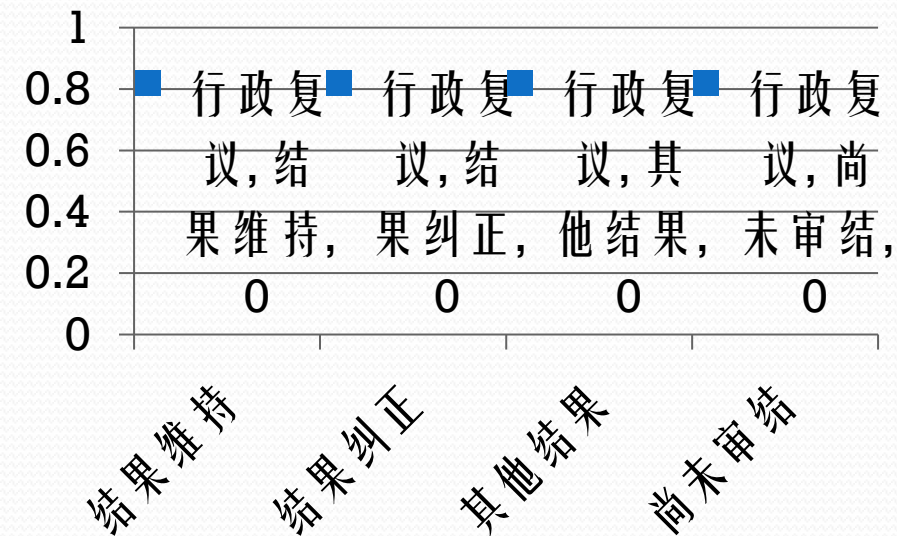 1
0.8
0.6
0.4
0.2
0
行政复
议,结
果维持,
0
行政复
议,结
果纠正,
0
行政复
议,其
他结果,
0
行政复
议,尚
未审结,
0
结果维持
结果纠正
其他结果
尚未审结